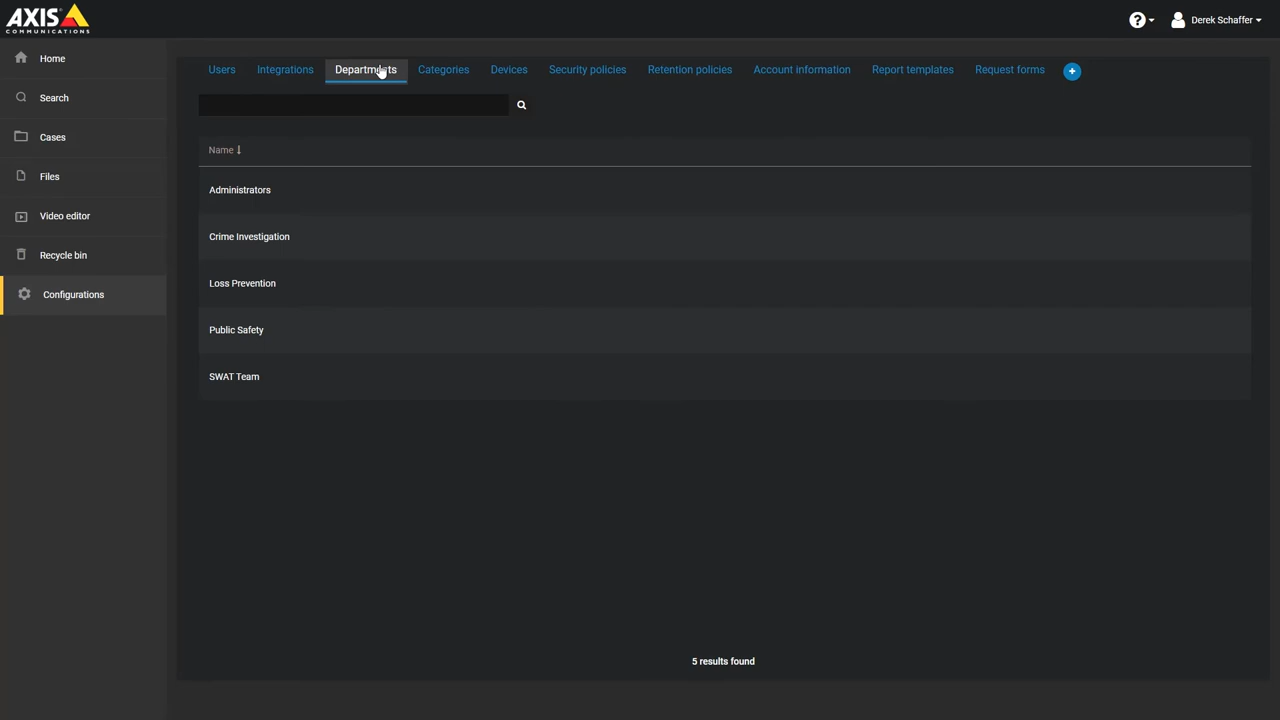 AXIS
COMMUNICATIONS
Derek Schaffer
Home
Search
Cases
Files
Video editor
Recycle bin
Configurations
Users Integrations Departments Categories Devices Security policies Retention policies Account information Report templates Request forms
Name
Administrators
Crime Investigation
Loss Prevention
Public Safety
SWAT Team
5 results found